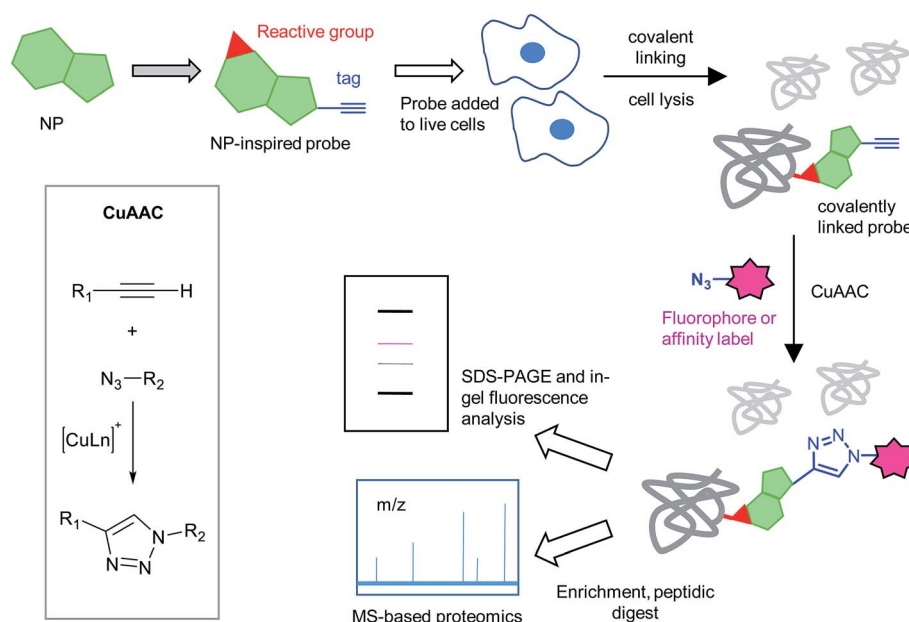 NP
Reactive group
tag
NP-inspired probe
Probe added
to live cells
covalent
linking
cell lysis
covalently
linked probe
N3
Fluorophore or
affinity label
CuAAC
CuAAC
R1
H
+
N3
R2
[CuLn]+
R1
N
R2
N
N
SDS-PAGE and in-
gel fluorescence
analysis
N
N
N
m/z
MS-based proteomics
Enrichment, peptidic
digest